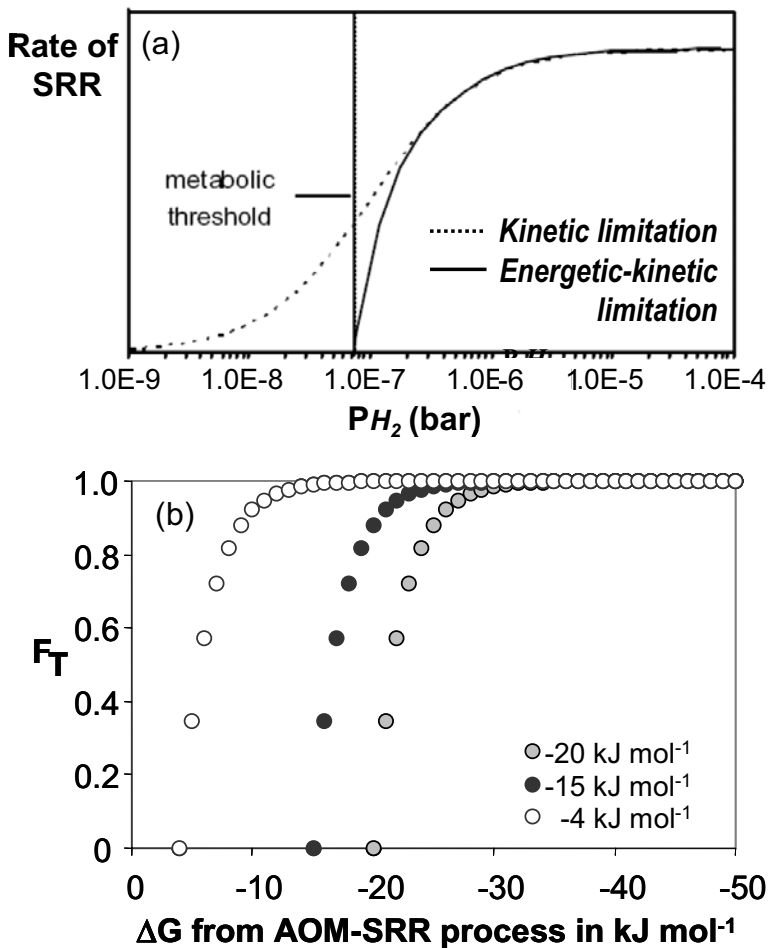 (a)
Rate of
SRR
metabolic
threshold
Kinetic limitation
Energetic-kinetic
limitation
1.0E-9 1.0E-8 1.0E-7 1.0E-6 1.0E-5 1.0E-4
PH₂ (bar)
(b)
1.0
0.8
0.6
F_T
0.4
0.2
0
-20 kJ mol⁻¹
-15 kJ mol⁻¹
-4 kJ mol⁻¹
0 -10 -20 -30 -40 -50
ΔG from AOM-SRR process in kJ mol⁻¹